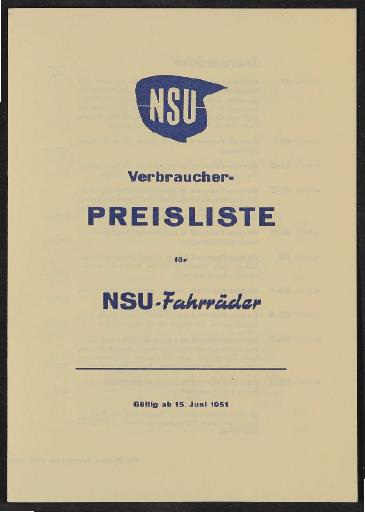 NSU
Verbraucher-
PREISLISTE
für
NSU-Fahrräder
Gültig ab 15. Juni 1951